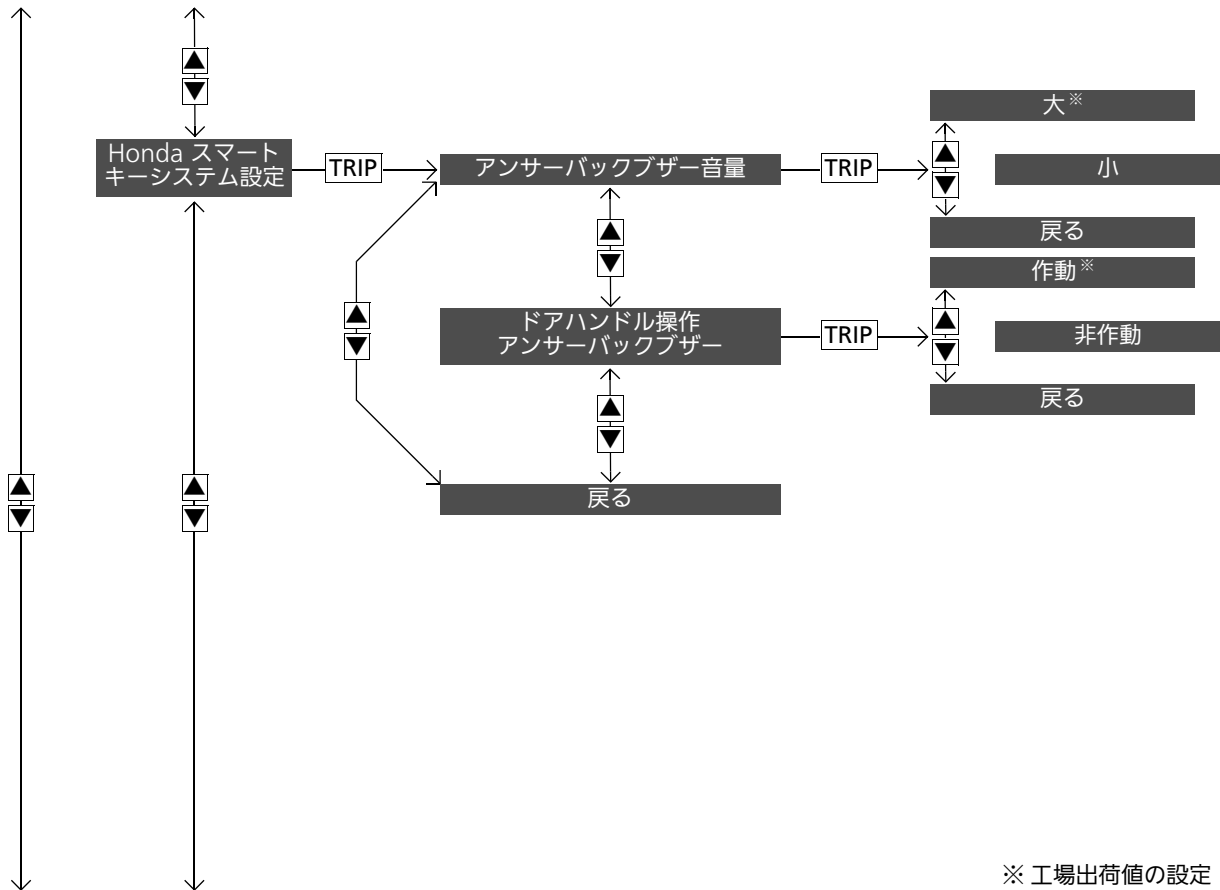 ▲
▼
Honda スマート
キーシステム設定
TRIP
アンサーバックブザー音量
TRIP
大※
▲
▼
小
戻る
▲
▼
ドアハンドル操作
アンサーバックブザー
TRIP
作動※
▲
▼
非作動
戻る
▲
▼
▲
▼
戻る
▲
▼
▲
▼
※ 工場出荷値の設定